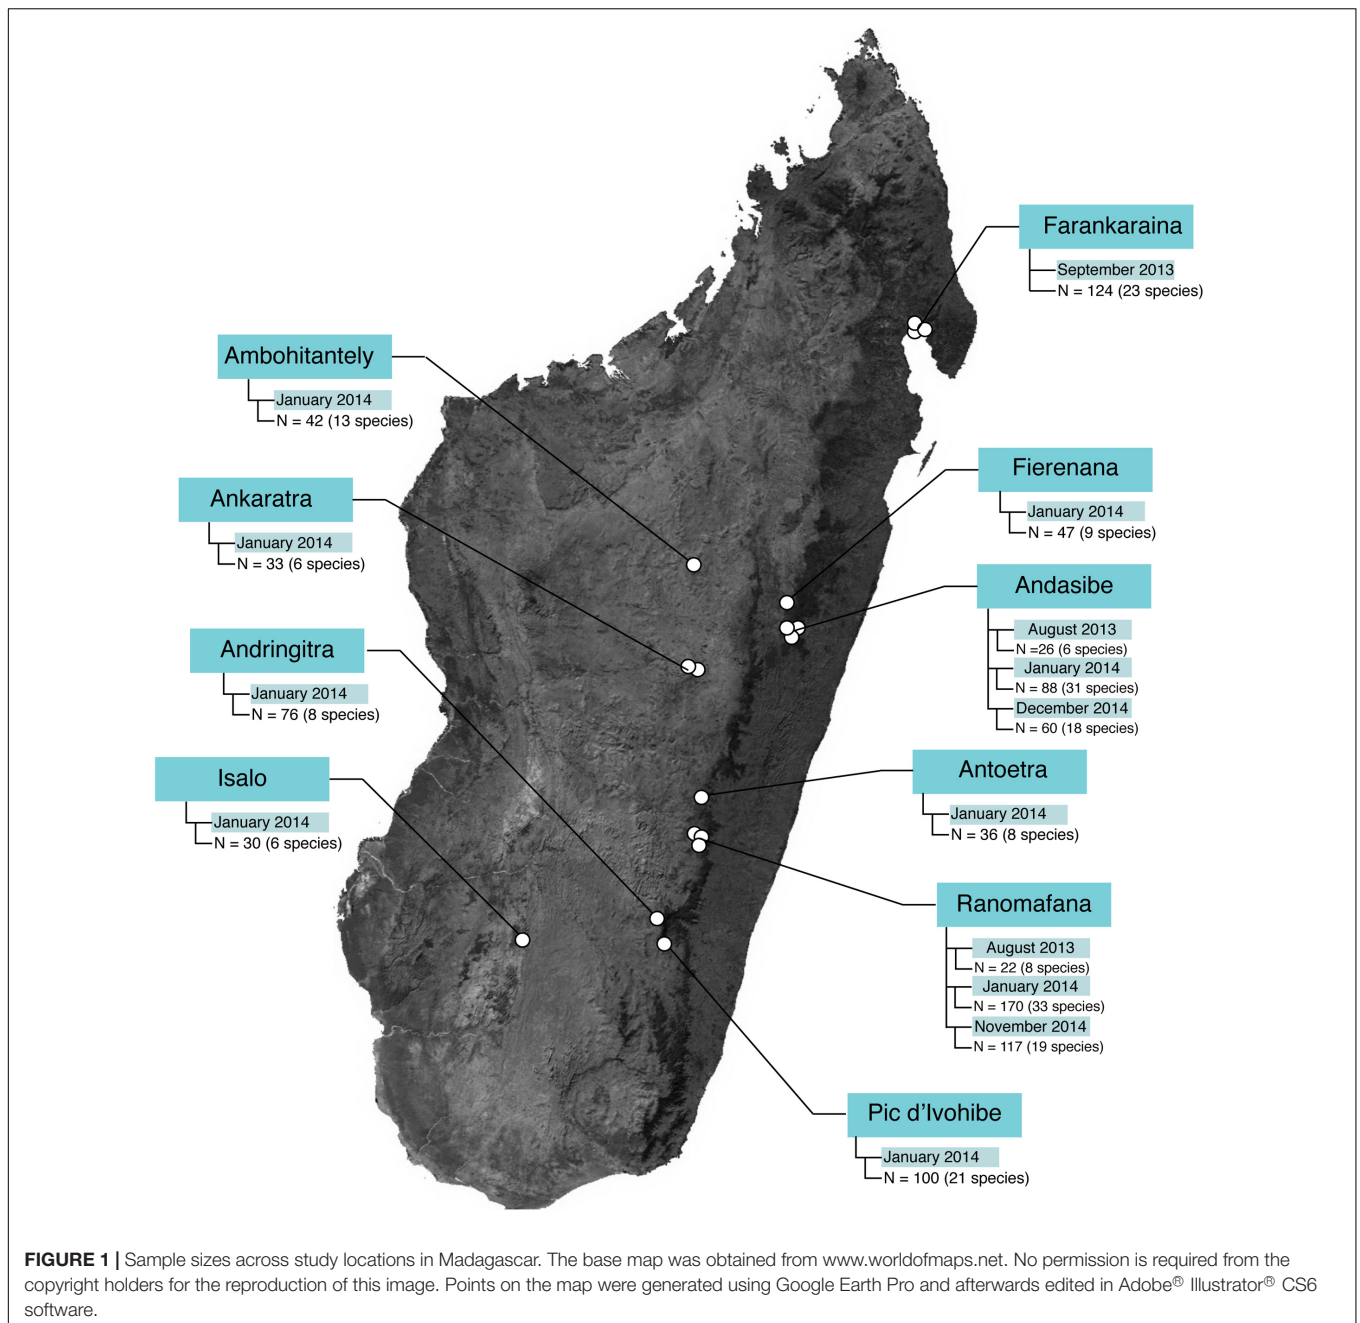 Farankaraina
September 2013
N = 124 (23 species)
Ambohitantely
January 2014
N = 42 (13 species)
Fierenana
January 2014
N = 47 (9 species)
Ankaratra
January 2014
N = 33 (6 species)
Andasibe
August 2013
N =26 (6 species)
January 2014
N = 88 (31 species)
December 2014
N = 60 (18 species)
Andringitra
January 2014
N = 76 (8 species)
Antoetra
January 2014
N = 36 (8 species)
Isalo
January 2014
N = 30 (6 species)
Ranomafana
August 2013
N = 22 (8 species)
January 2014
N = 170 (33 species)
November 2014
N = 117 (19 species)
Pic d’Ivohibe
January 2014
N = 100 (21 species)
FIGURE 1 | Sample sizes across study locations in Madagascar. The base map was obtained from www.worldofmaps.net. No permission is required from the
copyright holders for the reproduction of this image. Points on the map were generated using Google Earth Pro and afterwards edited in Adobe® Illustrator® CS6
software.